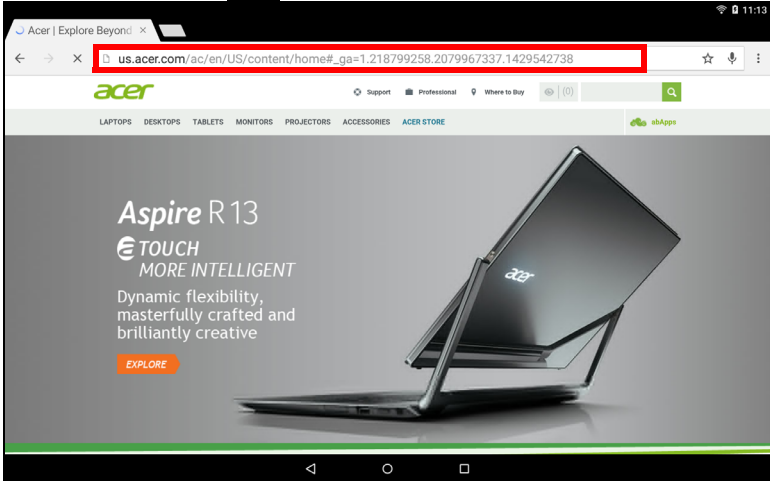 11:13
Acer | Explore Beyond
us.acer.com/ac/en/US/content/home#_ga=1.218799258.2079967337.1429542738
acer
Support Professional Where to Buy (0)
LAPTOPS DESKTOPS TABLETS MONITORS PROJECTORS ACCESSORIES ACER STORE abApps
Aspire R 13
TOUCH
MORE INTELLIGENT
Dynamic flexibility,
masterfully crafted and
brilliantly creative
EXPLORE
acer